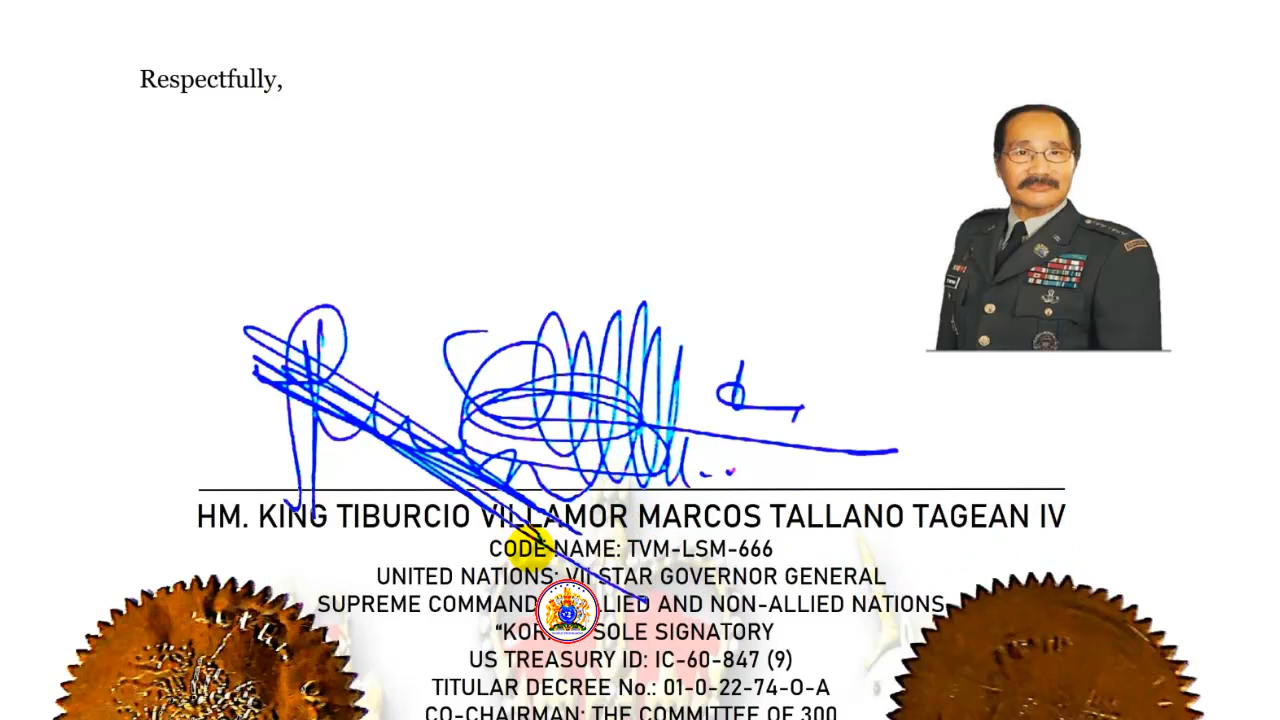 Respectfully,
HM. KING TIBURCIO VILLAMOR MARCOS TALLANO TAGEAN IV
CODE NAME: TVM-LSM-666
UNITED NATIONS: VII STAR GOVERNOR GENERAL
SUPREME COMMAND LIED AND NON-ALLIED NATIONS
“KOR SOLE SIGNATORY
US TREASURY ID: IC-60-847 (9)
TITULAR DECREE No.: 01-0-22-74-O-A
CO-CHAIRMAN: THE COMMITTEE OF 300